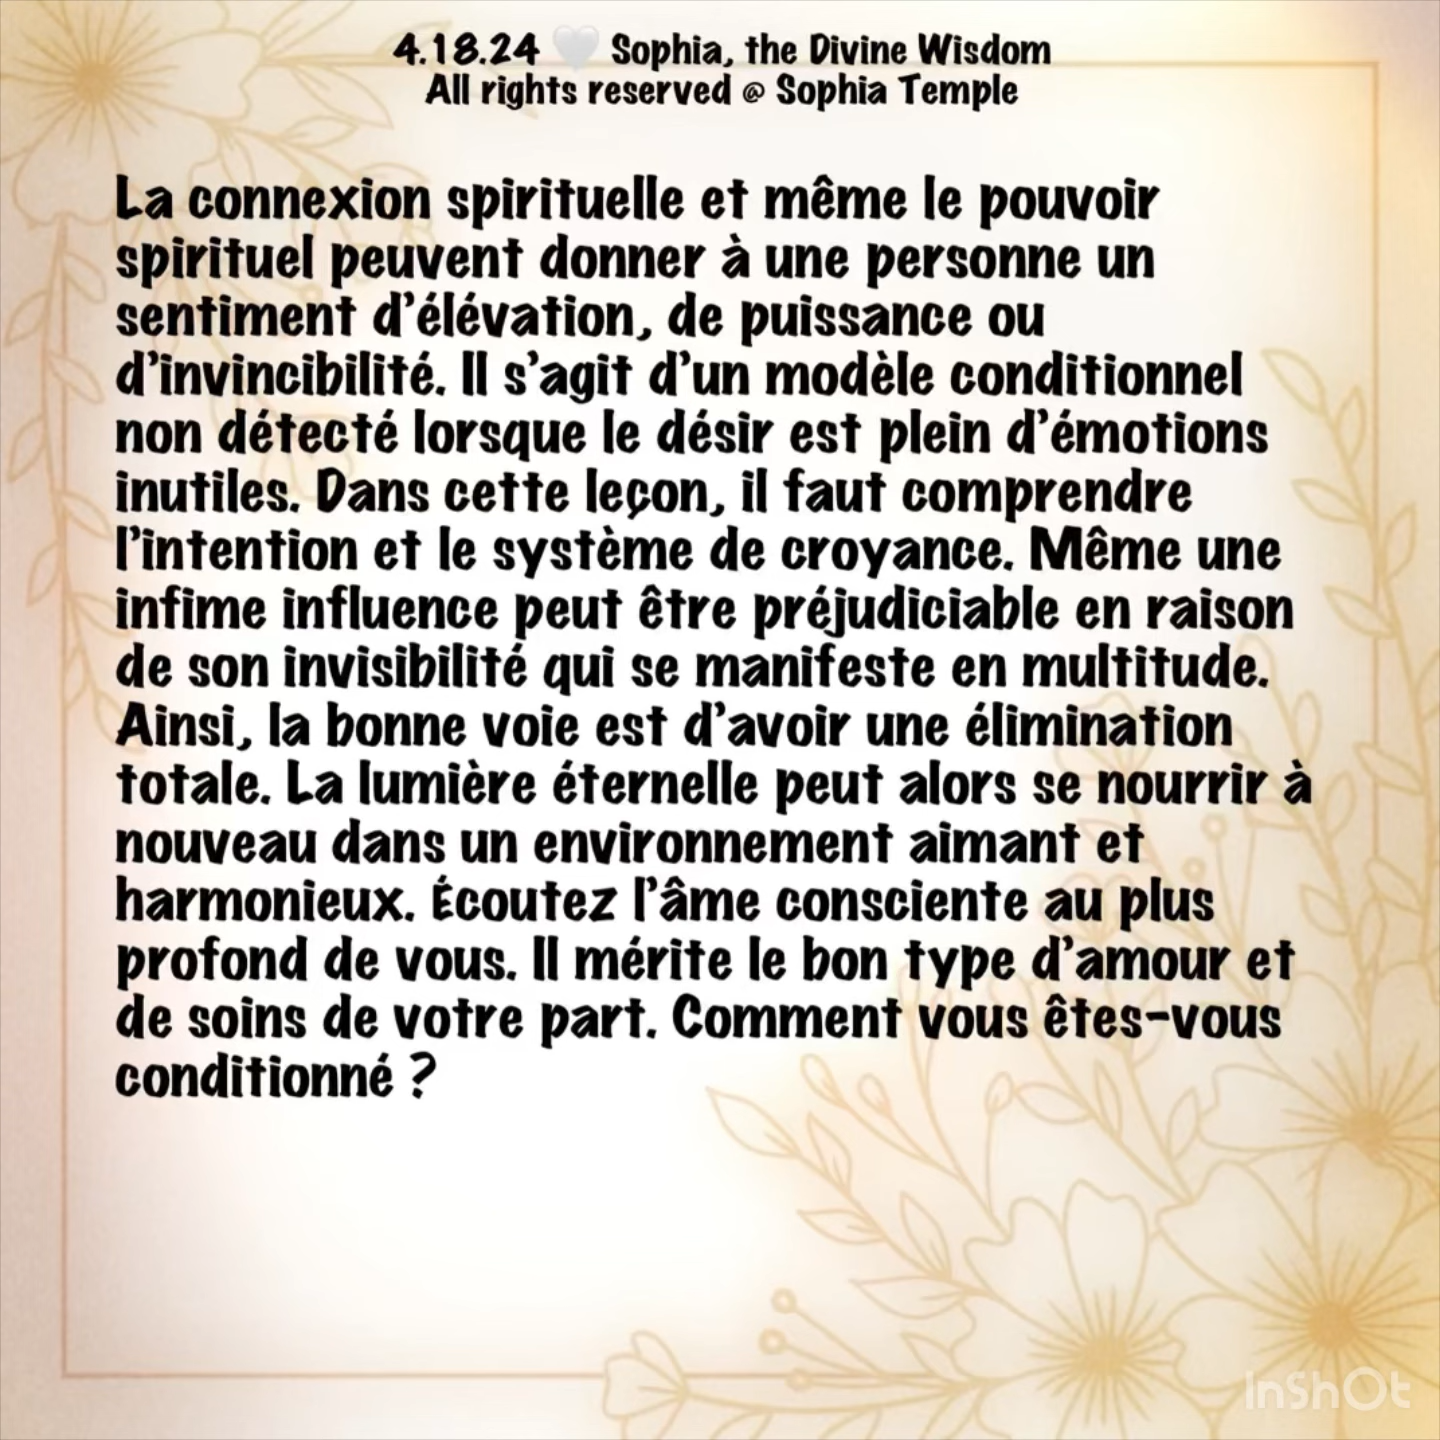 4.18.24 🤍 Sophia, the Divine Wisdom
All rights reserved @ Sophia Temple
La connexion spirituelle et même le pouvoir
spirituel peuvent donner à une personne un
sentiment d’élévation, de puissance ou
d’invincibilité. Il s’agit d’un modèle conditionnel
non détecté lorsque le désir est plein d’émotions
inutiles. Dans cette leçon, il faut comprendre
l’intention et le système de croyance. Même une
infime influence peut être préjudiciable en raison
de son invisibilité qui se manifeste en multitude.
Ainsi, la bonne voie est d’avoir une élimination
totale. La lumière éternelle peut alors se nourrir à
nouveau dans un environnement aimant et
harmonieux. Écoutez l’âme consciente au plus
profond de vous. Il mérite le bon type d’amour et
de soins de votre part. Comment vous êtes-vous
conditionné ?
InShOt